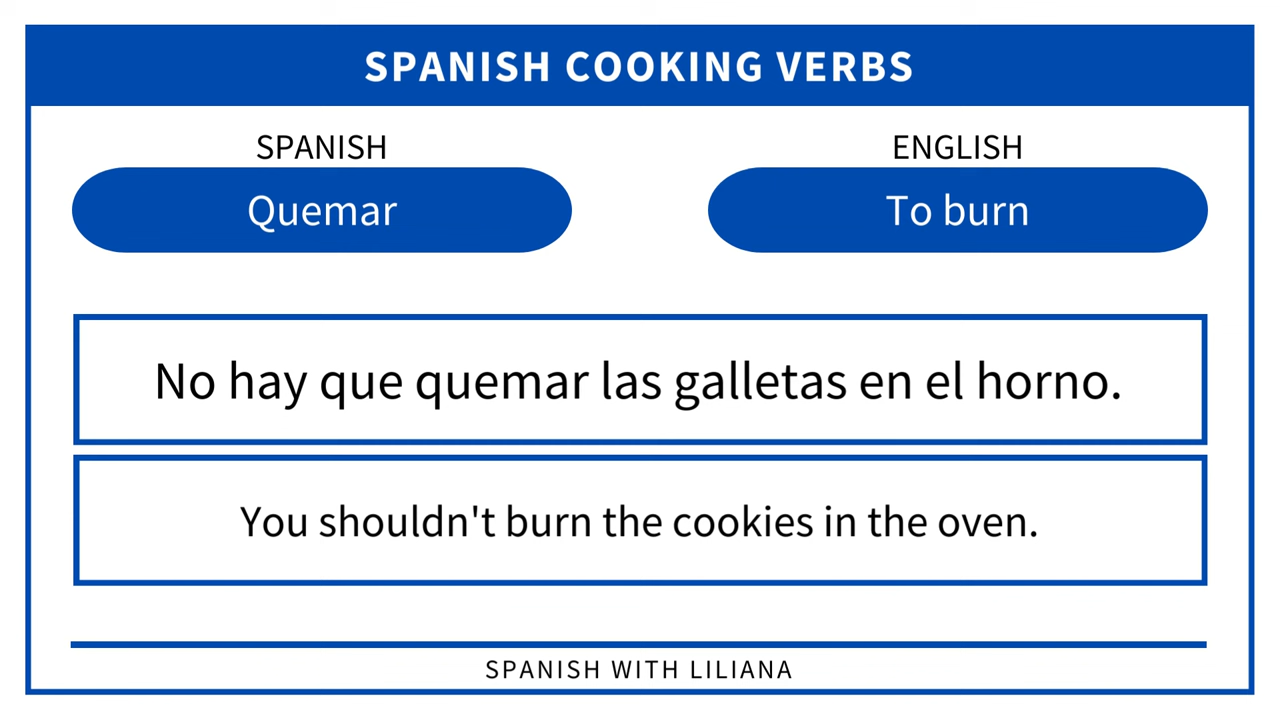 SPANISH COOKING VERBS
SPANISH
ENGLISH
Quemar
To burn
No hay que quemar las galletas en el horno.
You shouldn't burn the cookies in the oven.
SPANISH WITH LILIANA